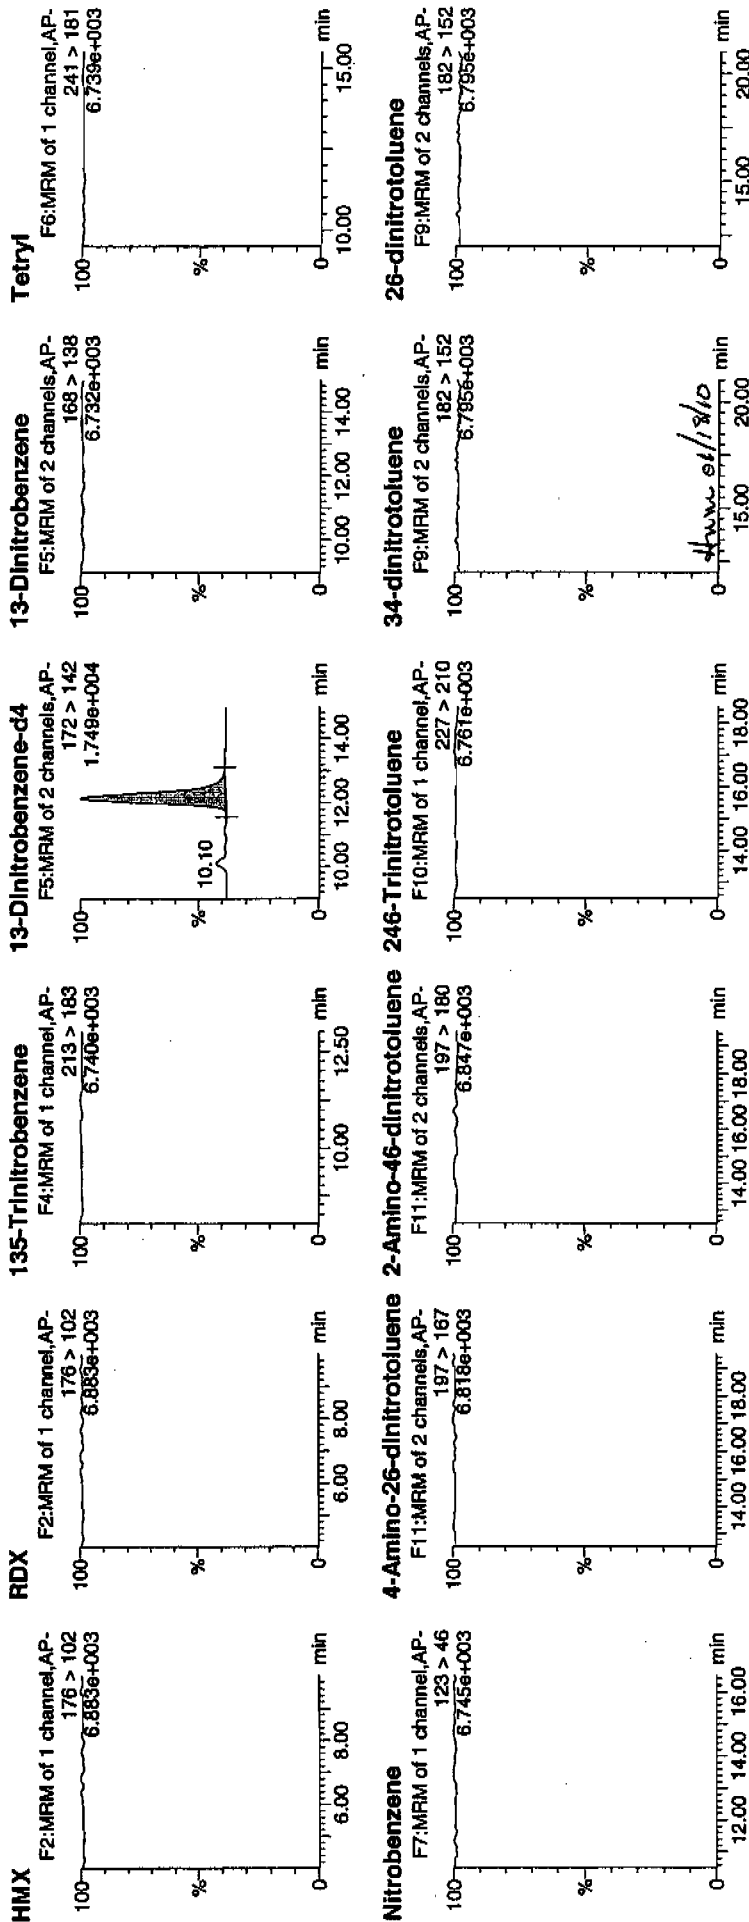 HMX
F2:MRM of 1 channel,AP-
176 > 102
6.883e+003
100
%
0
6.00 8.00 min
RDX
F2:MRM of 1 channel,AP-
176 > 102
6.883e+003
100
%
0
6.00 8.00 min
135-Trinitrobenzene
F4:MRM of 1 channel,AP-
213 > 183
6.740e+003
100
%
0
10.00 12.50 min
13-Dinitrobenzene-d4
F5:MRM of 2 channels,AP-
172 > 142
1.749e+004
100
%
10.10
0
10.00 12.00 14.00 min
13-Dinitrobenzene
F5:MRM of 2 channels,AP-
168 > 138
6.732e+003
100
%
0
10.00 12.00 14.00 min
Tetryl
F6:MRM of 1 channel,AP-
241 > 181
6.739e+003
100
%
0
10.00 15.00 min
Nitrobenzene
F7:MRM of 1 channel,AP-
123 > 46
6.745e+003
100
%
0
12.00 14.00 16.00 min
4-Amino-26-dinitrotoluene
F11:MRM of 2 channels,AP-
197 > 167
6.818e+003
100
%
0
14.00 16.00 18.00 min
2-Amino-46-dinitrotoluene
F11:MRM of 2 channels,AP-
197 > 180
6.847e+003
100
%
0
14.00 16.00 18.00 min
246-Trinitrotoluene
F10:MRM of 1 channel,AP-
227 > 210
6.761e+003
100
%
0
14.00 16.00 18.00 min
34-dinitrotoluene
F9:MRM of 2 channels,AP-
182 > 152
6.795e+003
100
%
0
15.00 20.00 min
26-dinitrotoluene
F9:MRM of 2 channels,AP-
182 > 152
6.795e+003
100
%
0
15.00 20.00 min